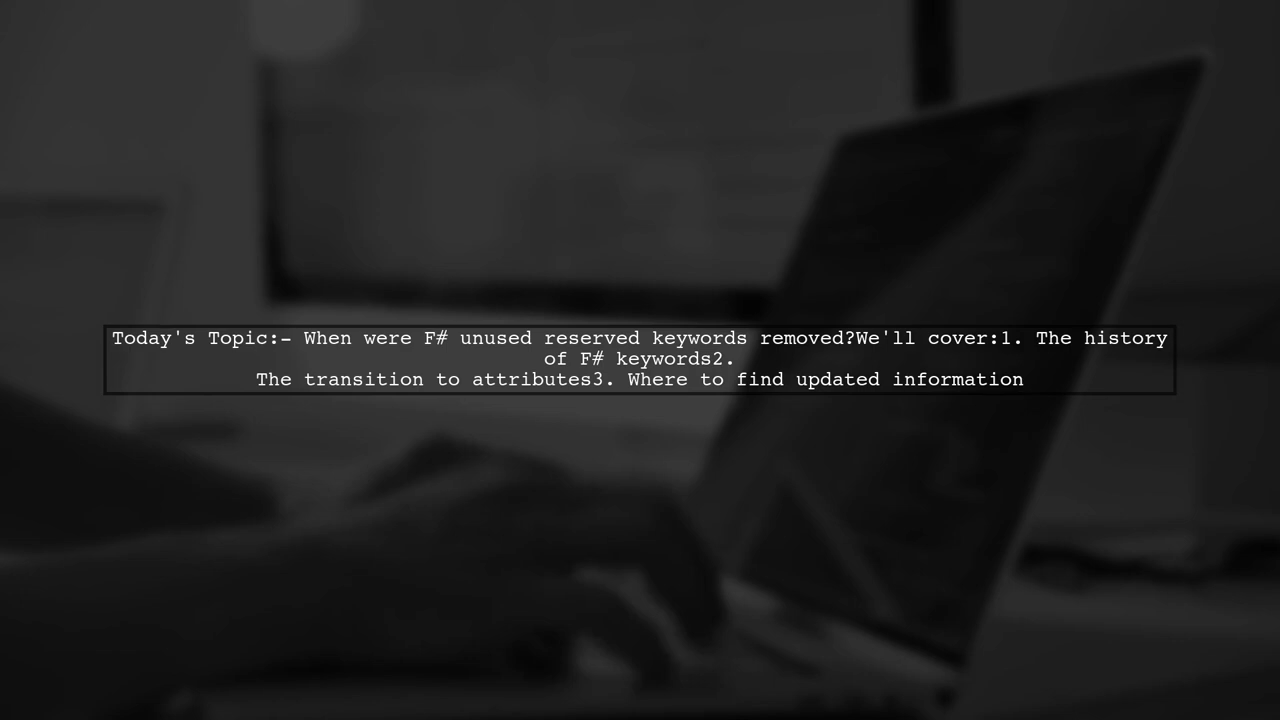 Today's Topic:- When were F# unused reserved keywords removed?We'll cover:1. The history
of F# keywords2.
The transition to attributes3. Where to find updated information